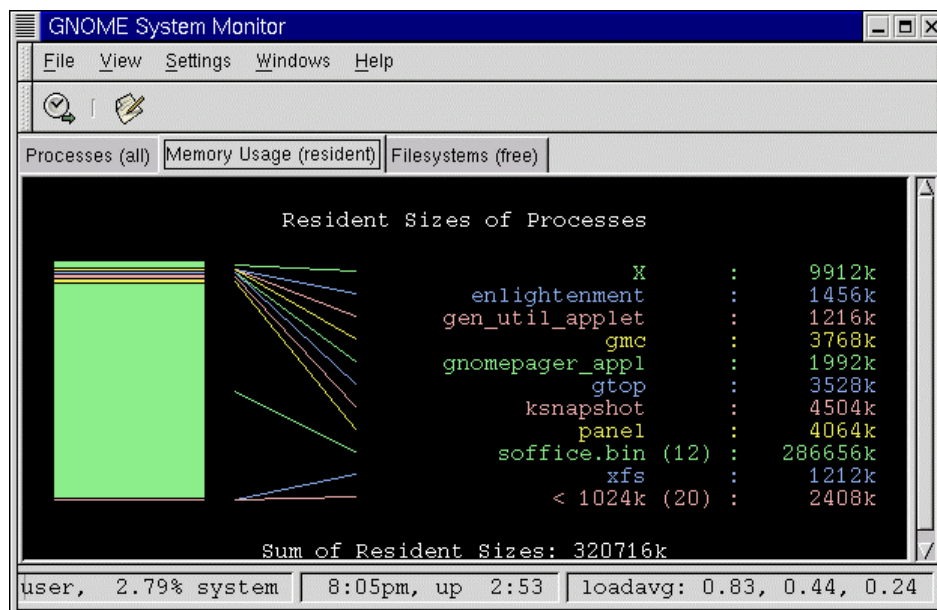 GNOME System Monitor
File View Settings Windows Help
Processes (all) Memory Usage (resident) Filesystems (free)
Resident Sizes of Processes
X : 9912k
enlightenment : 1456k
gen_util_applet : 1216k
gmc : 3768k
gnomepager_appl : 1992k
gtop : 3528k
ksnapshot : 4504k
panel : 4064k
soffice.bin (12) : 286656k
xfs : 1212k
< 1024k (20) : 2408k
Sum of Resident Sizes: 320716k
user, 2.79% system 8:05pm, up 2:53 loadavg: 0.83, 0.44, 0.24